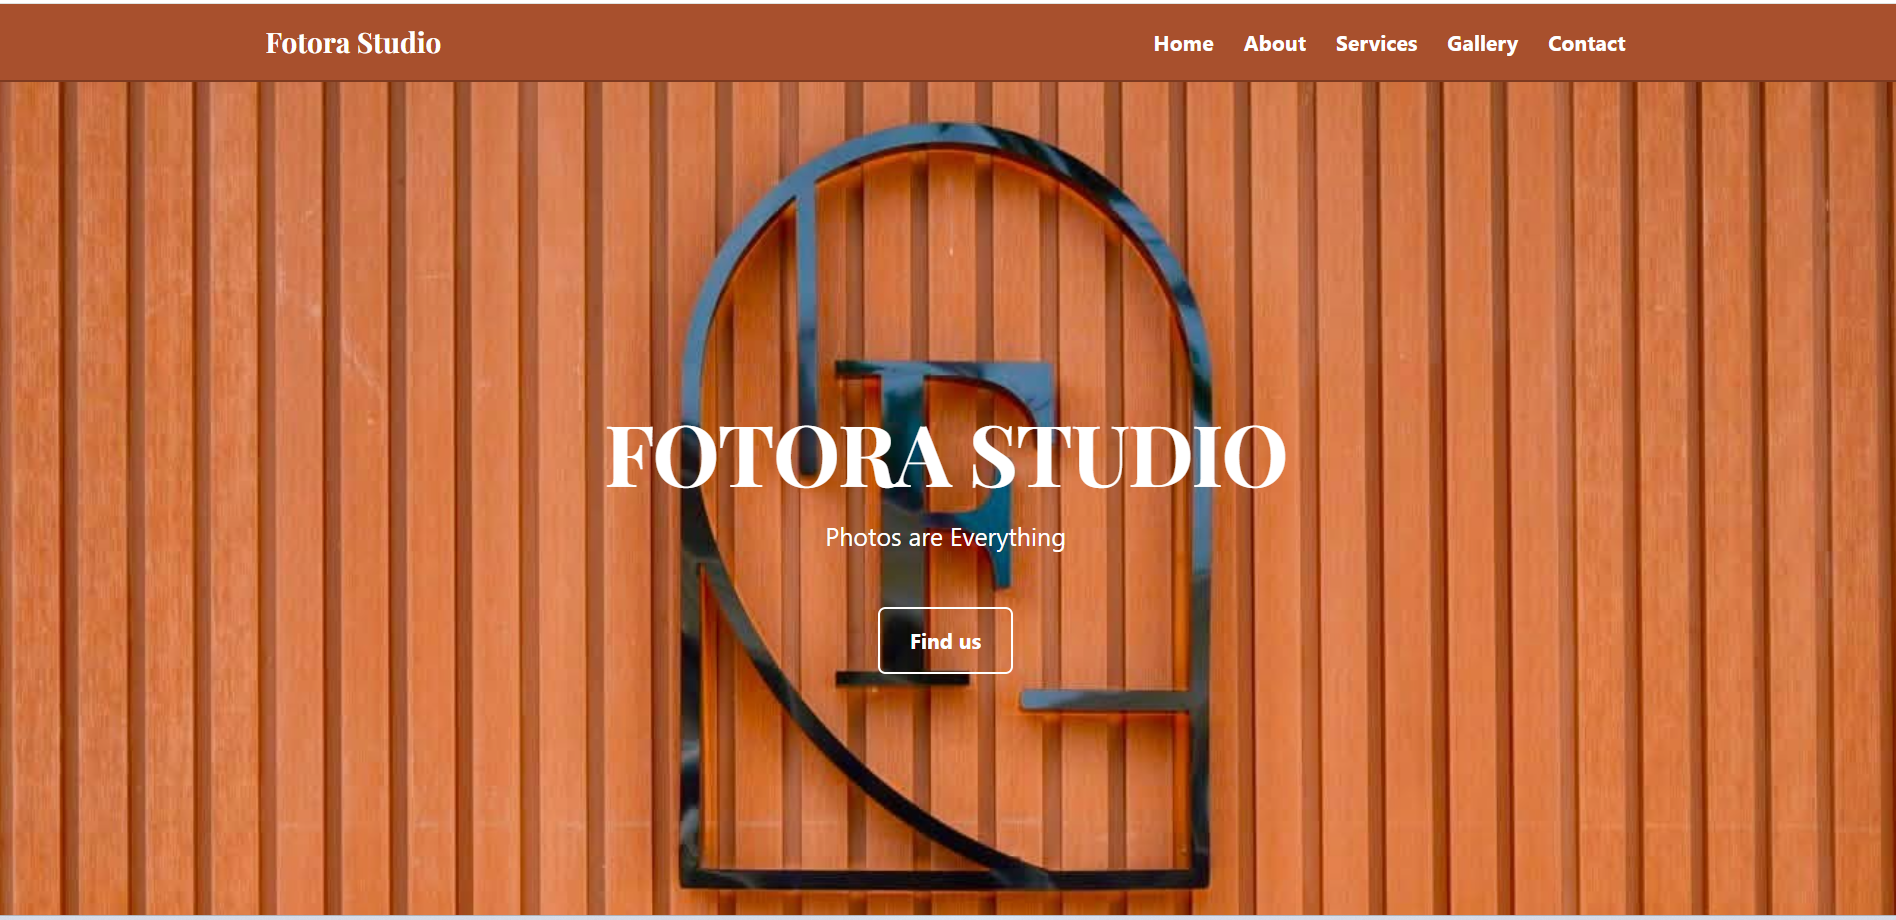 Fotora Studio
Home About Services Gallery Contact
F
FOTORA STUDIO
Photos are Everything
Find us